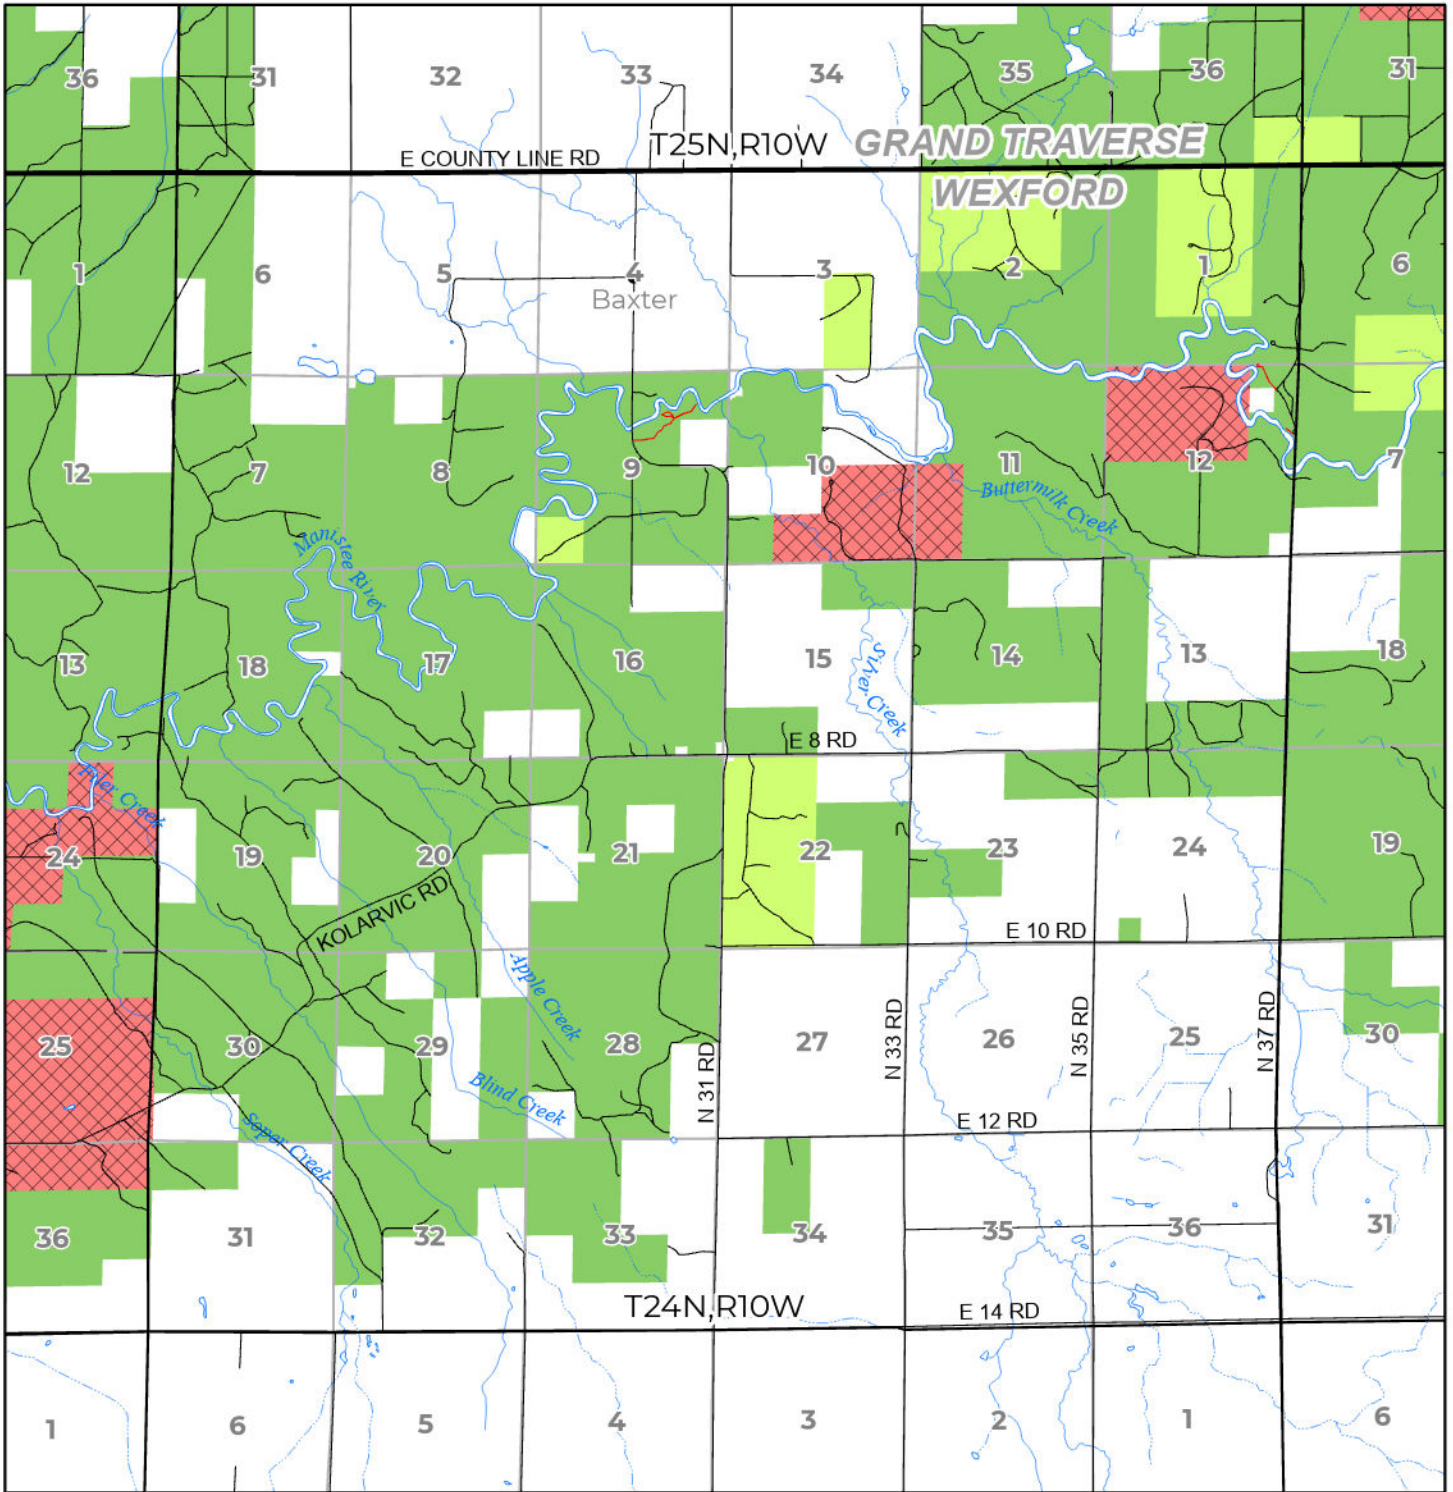 36 31 32 33 34 35 36 31
T25N,R10W GRAND TRAVERSE
E COUNTY LINE RD
WEXFORD
1 6 5 4 3 2 1 6
Baxter
12 7 8 9 10 11 12 7
Buttermilk Creek
Manistee River
13 18 17 16 15 14 13 18
Silver Creek
E 8 RD
Filer Creek
24 19 20 21 22 23 24 19
KOLARVIC RD
E 10 RD
Apple Creek
25 30 29 28 27 26 25 30
N 31 RD
N 33 RD
N 35 RD
N 37 RD
Blind Creek
E 12 RD
Soper Creek
36 31 32 33 34 35 36 31
T24N,R10W
E 14 RD
1 6 5 4 3 2 1 6